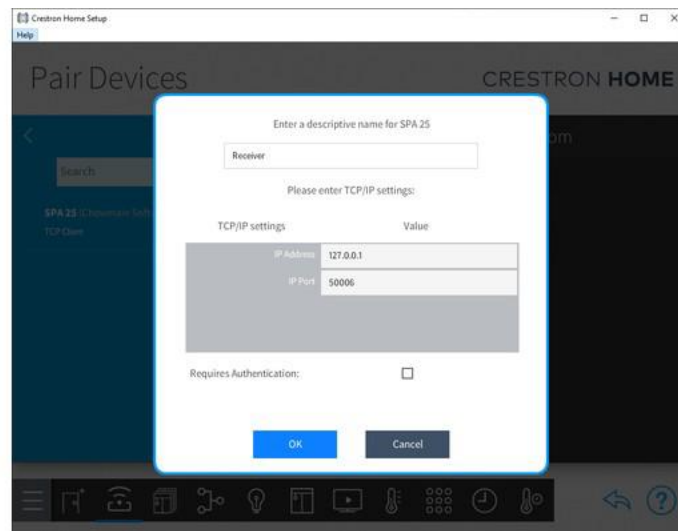 Crestron Home Setup
Help
Pair Devices
CRESTRON HOME
Enter a descriptive name for SPA 25
Receiver
Search
Please enter TCP/IP settings:
SPA 25 (Chowmain Soft
TCP Client
TCP/IP settings Value
IP Address 127.0.0.1
IP Port 50006
Requires Authentication:
OK Cancel